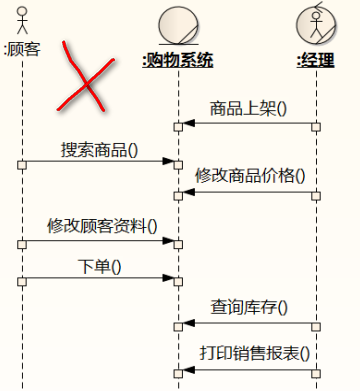 :顾客
:购物系统
:经理
商品上架()
搜索商品()
修改商品价格()
修改顾客资料()
下单()
查询库存()
打印销售报表()